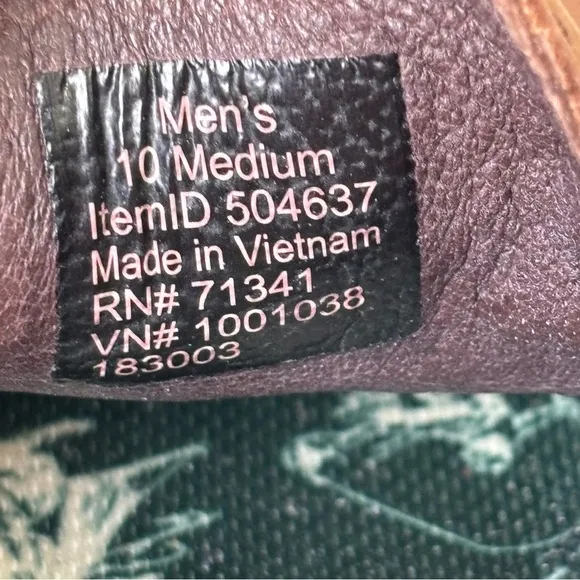 Men's
10 Medium
ItemID 504637
Made in Vietnam
RN# 71341
VN# 1001038
183003